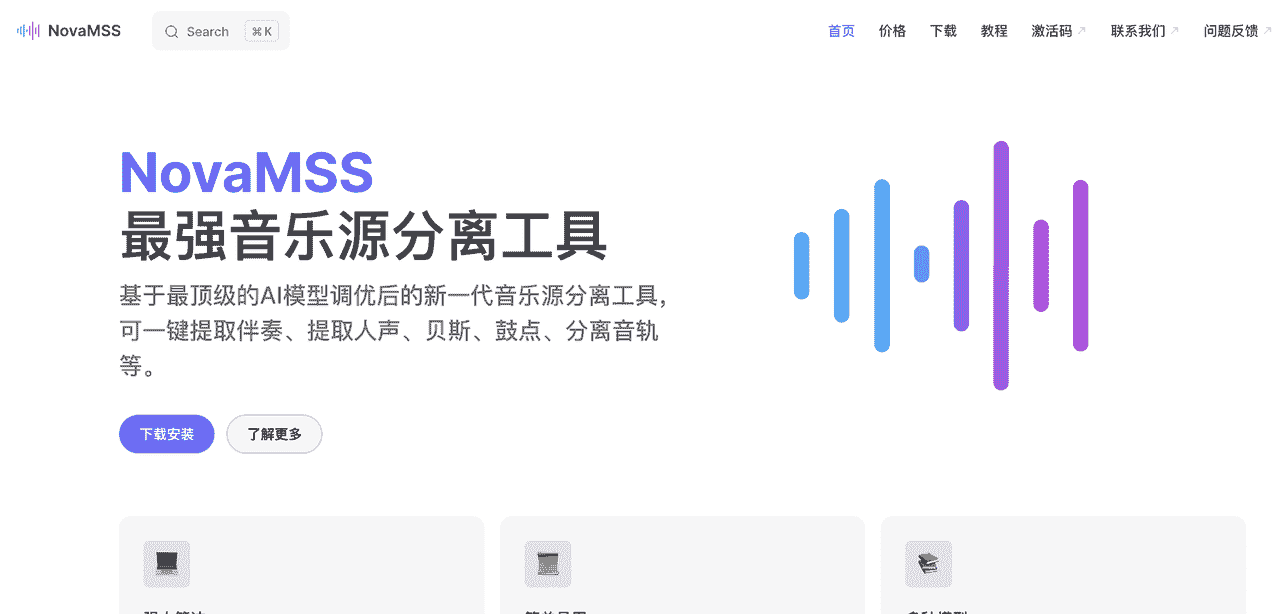 NovaMSS
Search ⌘ K
首页 价格 下载 教程 激活码 联系我们 问题反馈
NovaMSS
最强音乐源分离工具
基于最顶级的AI模型调优后的新一代音乐源分离工具，
可一键提取伴奏、提取人声、贝斯、鼓点、分离音轨
等。
下载安装 了解更多